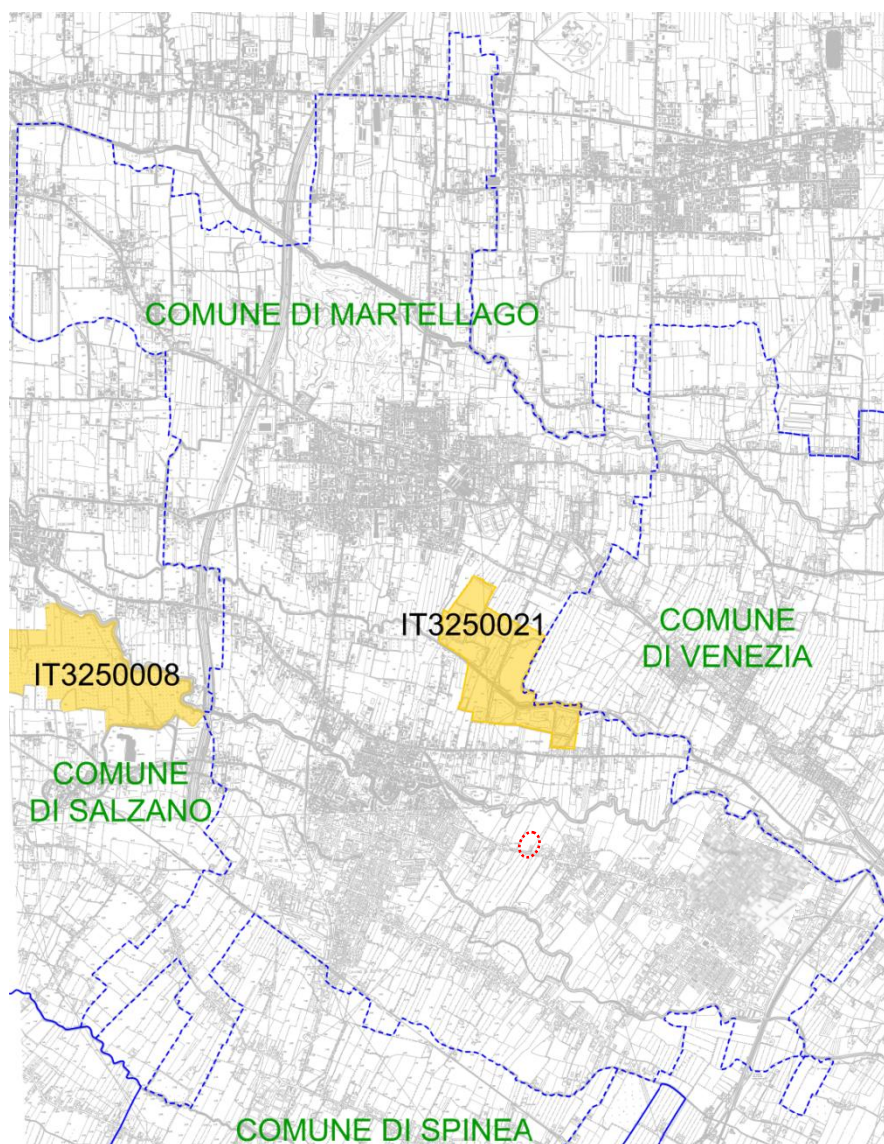 COMUNE DI MARTELLAGO
IT3250021
COMUNE
DI VENEZIA
IT3250008
COMUNE
DI SALZANO
COMUNE DI SPINEA